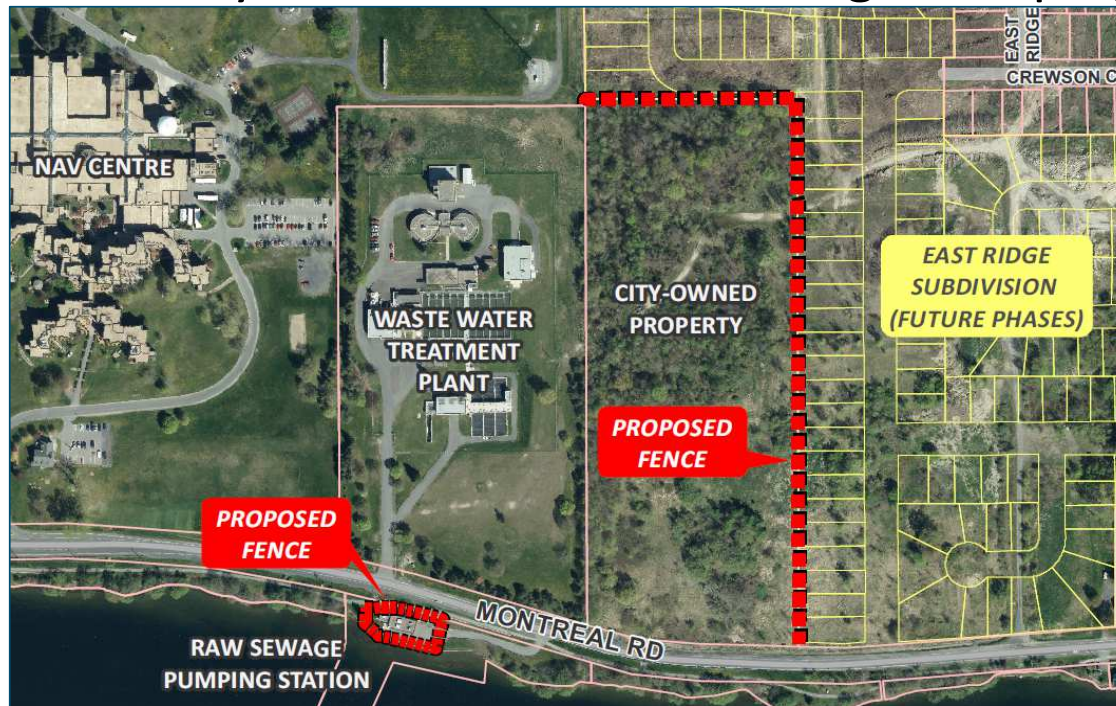 EAST
RIDGE
CREWSON C
NAV CENTRE
EAST RIDGE
SUBDIVISION
(FUTURE PHASES)
CITY-OWNED
PROPERTY
WASTE WATER
TREATMENT
PLANT
PROPOSED
FENCE
PROPOSED
FENCE
MONTREAL RD
RAW SEWAGE
PUMPING STATION